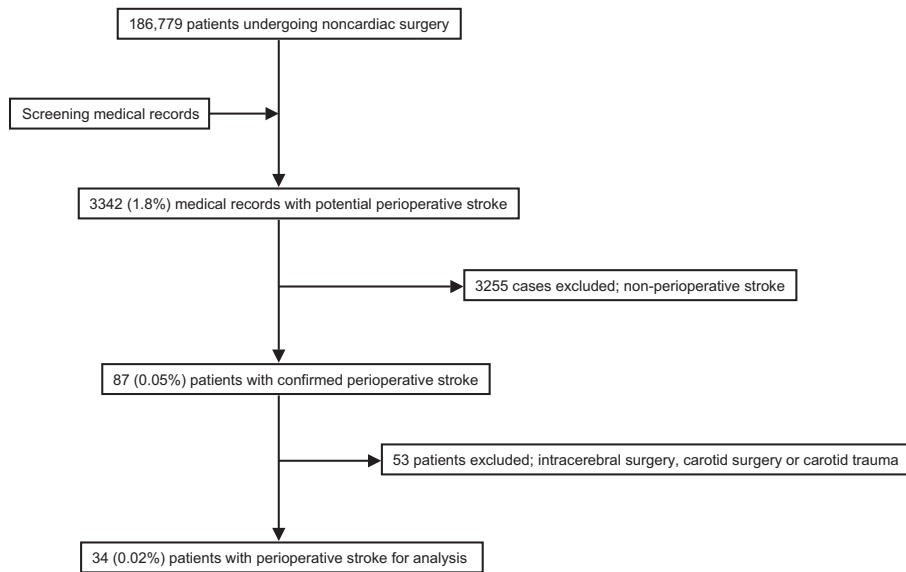 186,779 patients undergoing noncardiac surgery
Screening medical records
3342 (1.8%) medical records with potential perioperative stroke
3255 cases excluded; non-perioperative stroke
87 (0.05%) patients with confirmed perioperative stroke
53 patients excluded; intracerebral surgery, carotid surgery or carotid trauma
34 (0.02%) patients with perioperative stroke for analysis